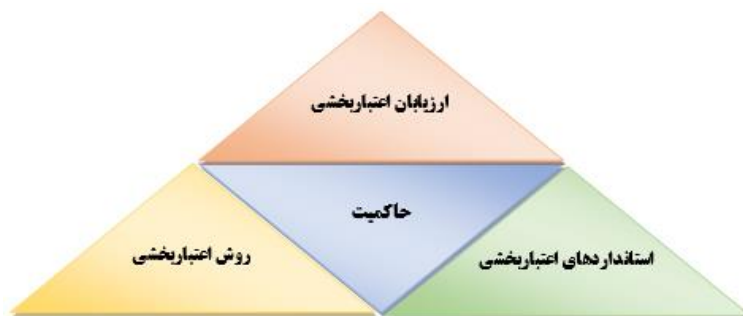 ارزیابان اعتباربخشی
حاکمیت
استانداردهای اعتباربخشی
روش اعتباربخشی